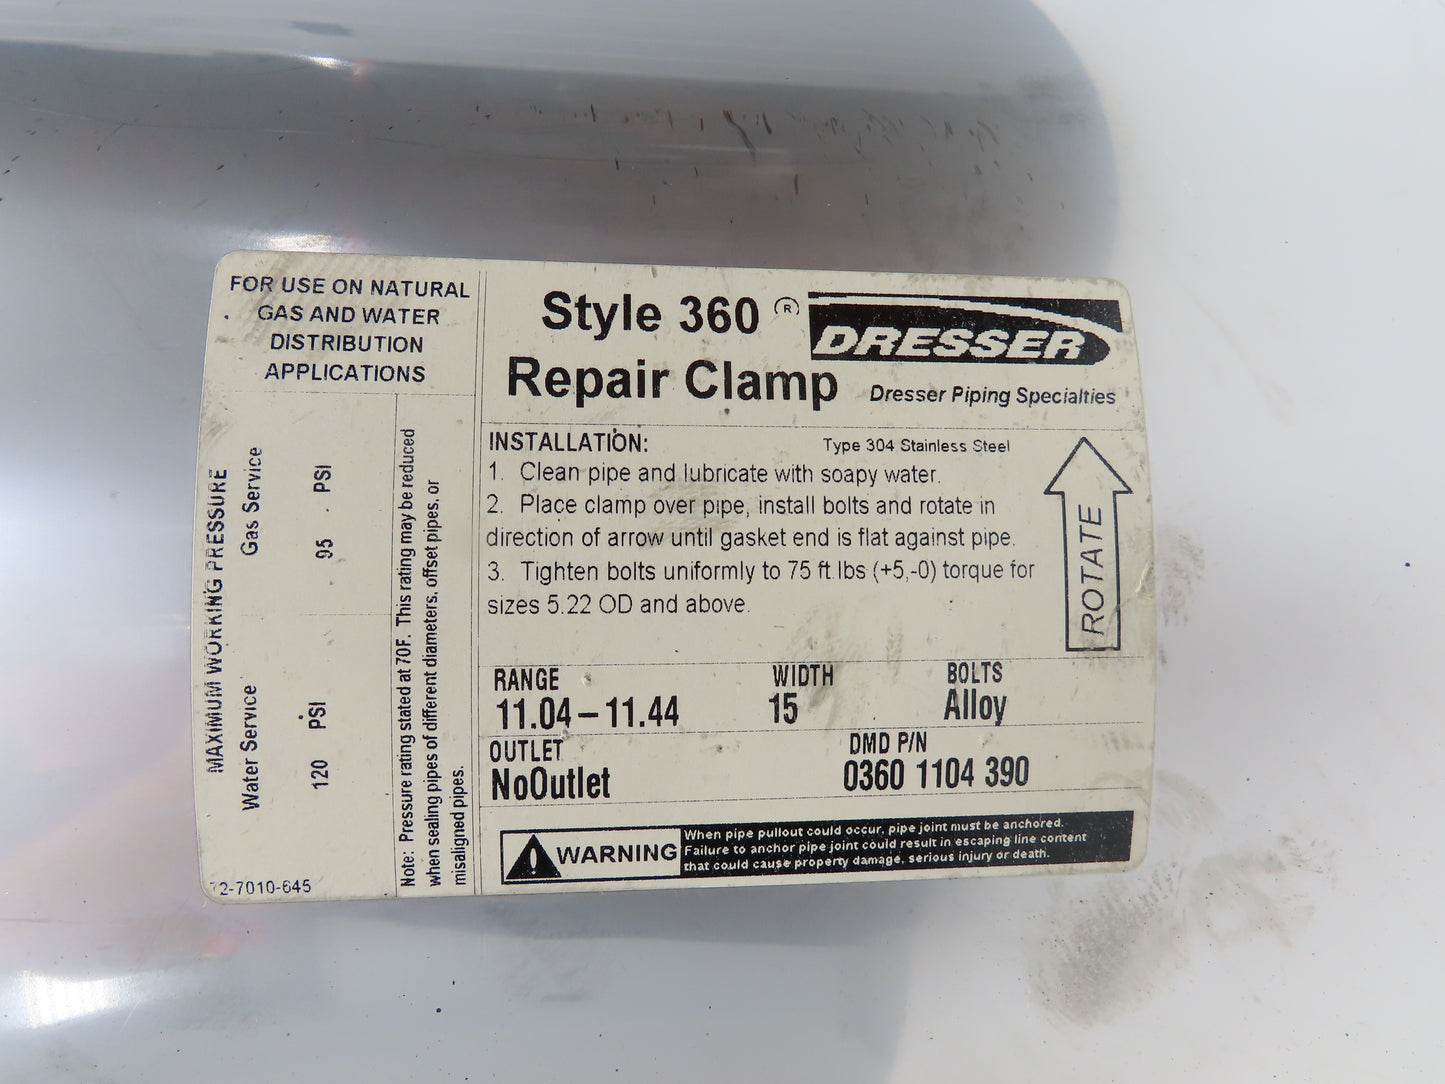 FOR USE ON NATURAL
GAS AND WATER
DISTRIBUTION
APPLICATIONS
MAXIMUM WORKING PRESSURE
Gas Service
95 PSI
Water Service
120 PSI
Note: Pressure rating stated at 70F. This rating may be reduced
when sealing pipes of different diameters, offset pipes, or
misaligned pipes.
72-7010-645
Style 360 ®
Repair Clamp
DRESSER
Dresser Piping Specialties
INSTALLATION:
Type 304 Stainless Steel
1. Clean pipe and lubricate with soapy water.
2. Place clamp over pipe, install bolts and rotate in
direction of arrow until gasket end is flat against pipe.
3. Tighten bolts uniformly to 75 ft.lbs (+5,-0) torque for
sizes 5.22 OD and above.
ROTATE
RANGE WIDTH BOLTS
11.04-11.44 15 Alloy
OUTLET DMD P/N
NoOutlet 0360 1104 390
WARNING
When pipe pullout could occur, pipe joint must be anchored.
Failure to anchor pipe joint could result in escaping line content
that could cause property damage, serious injury or death.